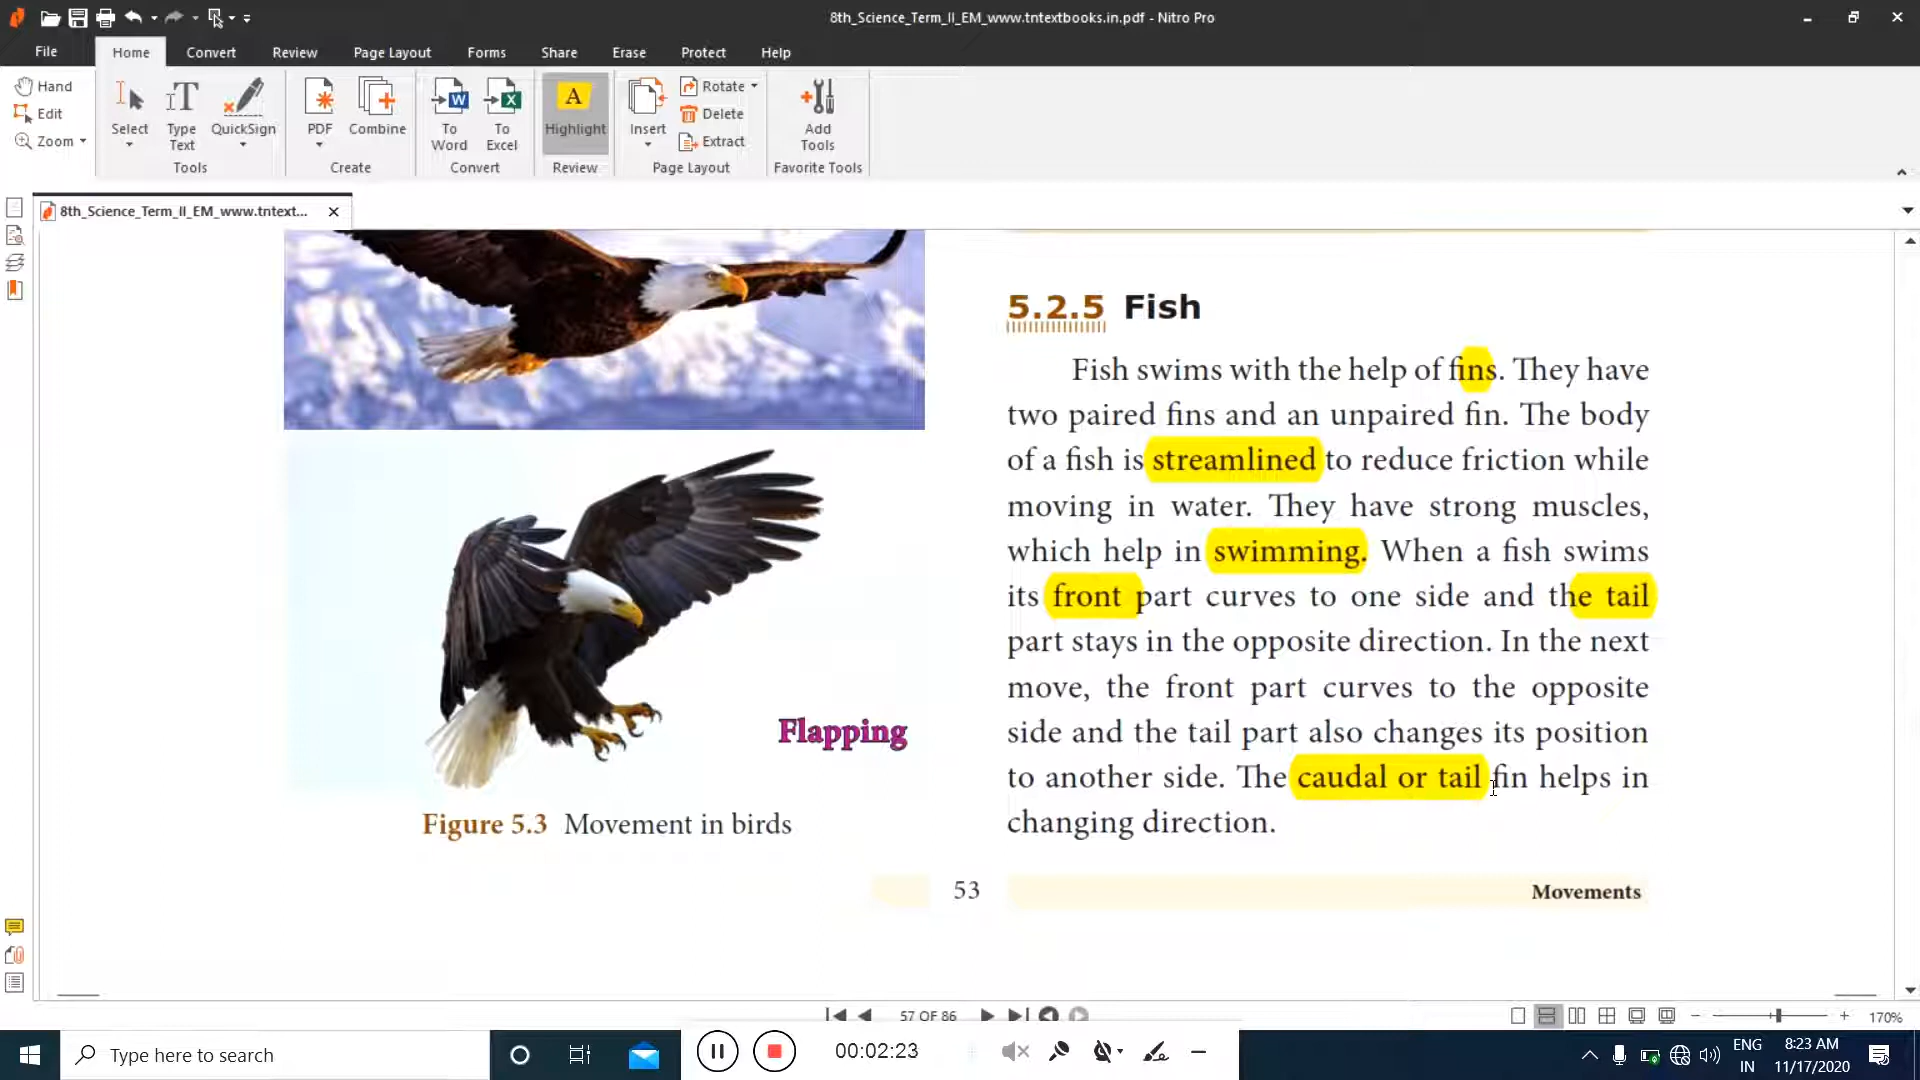 8th_Science_Term_II_EM_www.tntextbooks.in.pdf - Nitro Pro
File Home Convert Review Page Layout Forms Share Erase Protect Help
Hand
Edit
Zoom
Select
Type Text
QuickSign
Tools
PDF
Combine
Create
To Word
To Excel
Convert
A
Highlight
Review
Insert
Rotate
Delete
Extract
Page Layout
Add Tools
Favorite Tools
8th_Science_Term_II_EM_www.tntext...
Flapping
Figure 5.3 Movement in birds
5.2.5 Fish
Fish swims with the help of fins. They have
two paired fins and an unpaired fin. The body
of a fish is streamlined to reduce friction while
moving in water. They have strong muscles,
which help in swimming. When a fish swims
its front part curves to one side and the tail
part stays in the opposite direction. In the next
move, the front part curves to the opposite
side and the tail part also changes its position
to another side. The caudal or tail fin helps in
changing direction.
53
Movements
57 OF 86
170%
Type here to search
00:02:23
ENG
IN
8:23 AM
11/17/2020